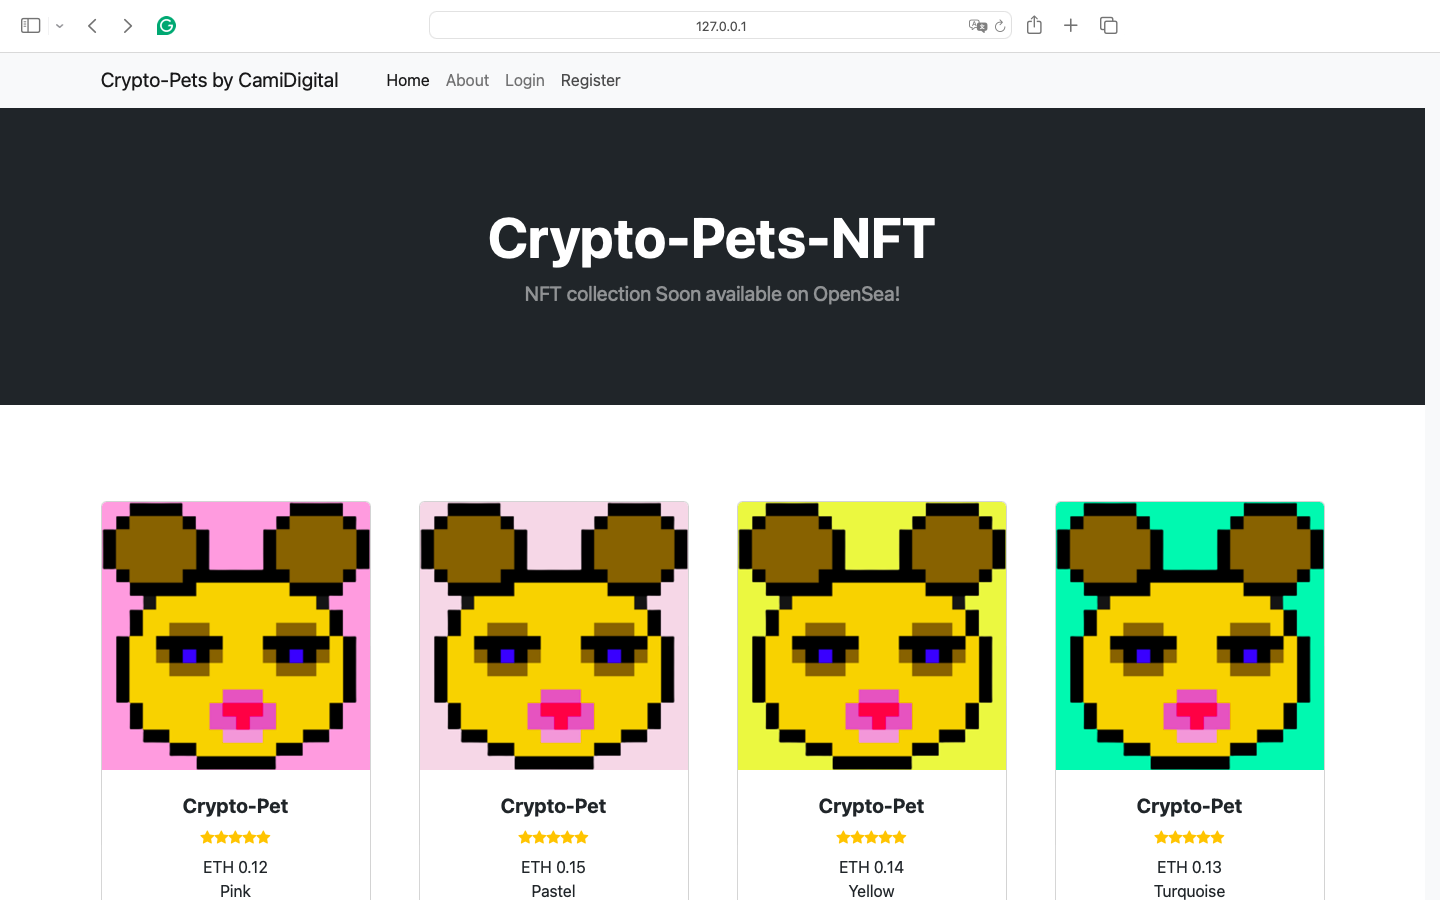 127.0.0.1
Crypto-Pets by CamiDigital Home About Login Register
Crypto-Pets-NFT
NFT collection Soon available on OpenSea!
Crypto-Pet
ETH 0.12
Pink
Crypto-Pet
ETH 0.15
Pastel
Crypto-Pet
ETH 0.14
Yellow
Crypto-Pet
ETH 0.13
Turquoise